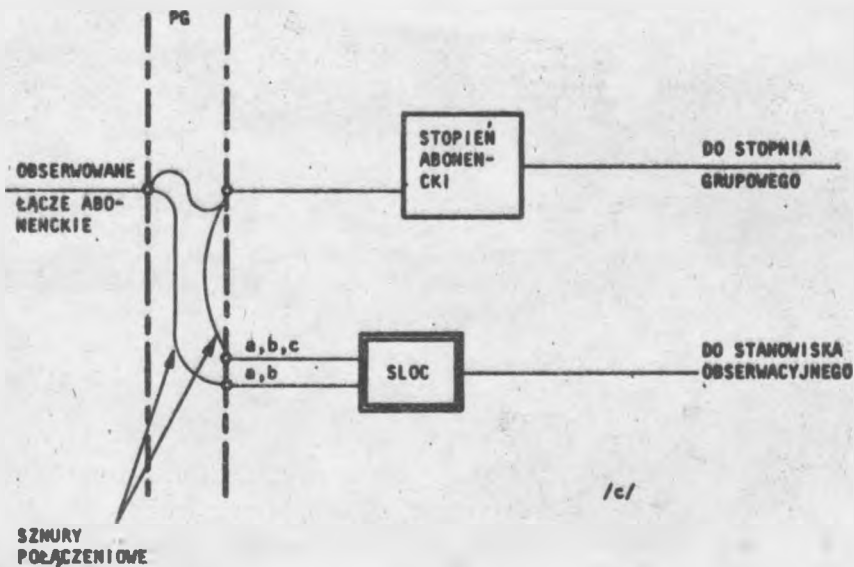 PG
OBSERWOWANE
ŁĄCZE ABO-
NENCKIE
STOPIEŃ
ABONEN-
CKI
DO STOPNIA
GRUPOWEGO
a,b,c
a,b
SLOC
DO STANOWISKA
OBSERWACYJNEGO
/c/
SZNURY
POŁĄCZENIOWE